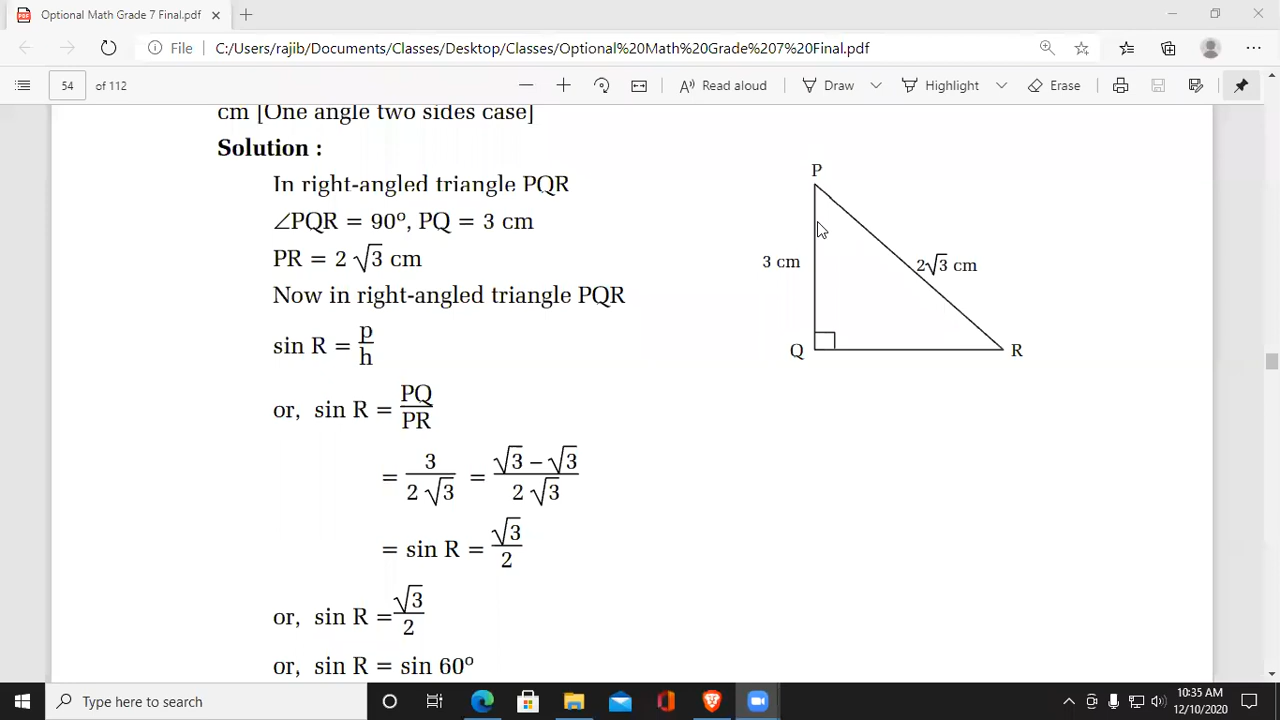 Optional Math Grade 7 Final.pdf
File
C:/Users/rajib/Documents/Classes/Desktop/Classes/Optional%20Math%20Grade%207%20Final.pdf
54 of 112
Read aloud
Draw
Highlight
Erase
cm [One angle two sides case]
Solution :
In right-angled triangle PQR
∠PQR = 90°, PQ = 3 cm
PR = 2 √3 cm
Now in right-angled triangle PQR
sin R = p/h
or, sin R = PQ/PR
= 3/(2 √3) = (√3 – √3)/(2 √3)
= sin R = √3/2
or, sin R = √3/2
or, sin R = sin 60°
P
3 cm
2√3 cm
Q
R
Type here to search
10:35 AM
12/10/2020